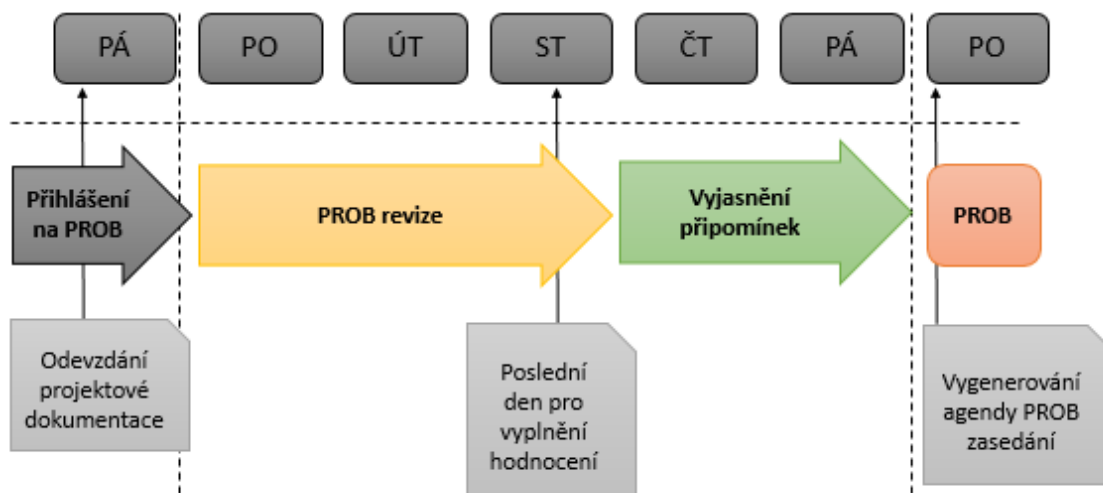 PÁ
PO
ÚT
ST
ČT
PÁ
PO
Přihlášení
na PROB
PROB revize
Vyjasnění
připomínek
PROB
Odevzdání
projektové
dokumentace
Poslední
den pro
vyplnění
hodnocení
Vygenerování
agendy PROB
zasedání